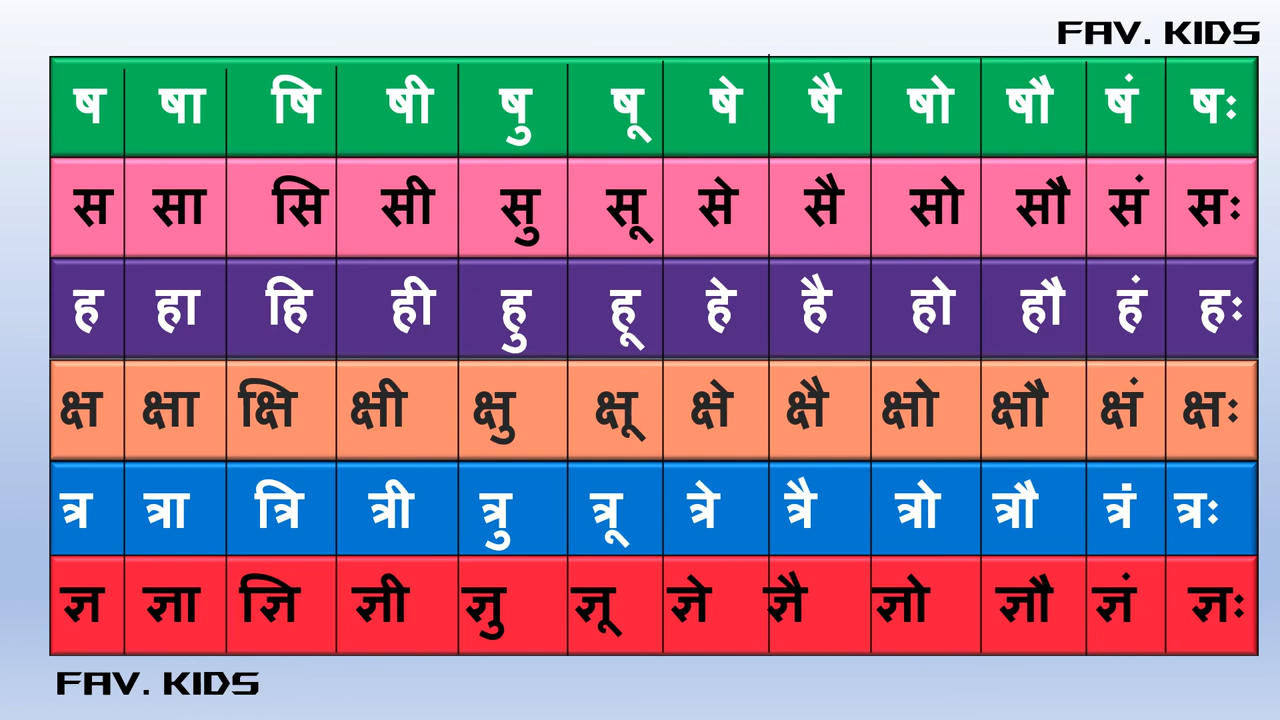 FAV. KIDS
ष षा षि षी षु षू षे षै षो षौ षं षः
स सा सि सी सु सू से सै सो सौ सं सः
ह हा हि ही हु हू हे है हो हौ हं हः
क्ष क्षा क्षि क्षी क्षु क्षू क्षे क्षै क्षो क्षौ क्षं क्षः
त्र त्रा त्रि त्री त्रु त्रू त्रे त्रै त्रो त्रौ त्रं त्रः
ज्ञ ज्ञा ज्ञि ज्ञी ज्ञु ज्ञू ज्ञे ज्ञै ज्ञो ज्ञौ ज्ञं ज्ञः
FAV. KIDS